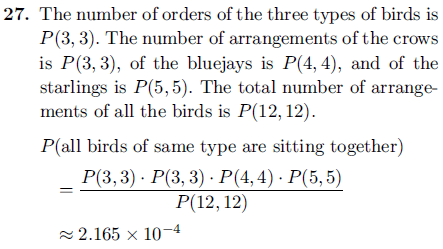 27. The number of orders of the three types of birds is
P(3, 3). The number of arrangements of the crows
is P(3, 3), of the bluejays is P(4, 4), and of the
starlings is P(5, 5). The total number of arrange-
ments of all the birds is P(12, 12).
P(all birds of same type are sitting together)
= P(3, 3) · P(3, 3) · P(4, 4) · P(5, 5) / P(12, 12)
≈ 2.165 × 10⁻⁴